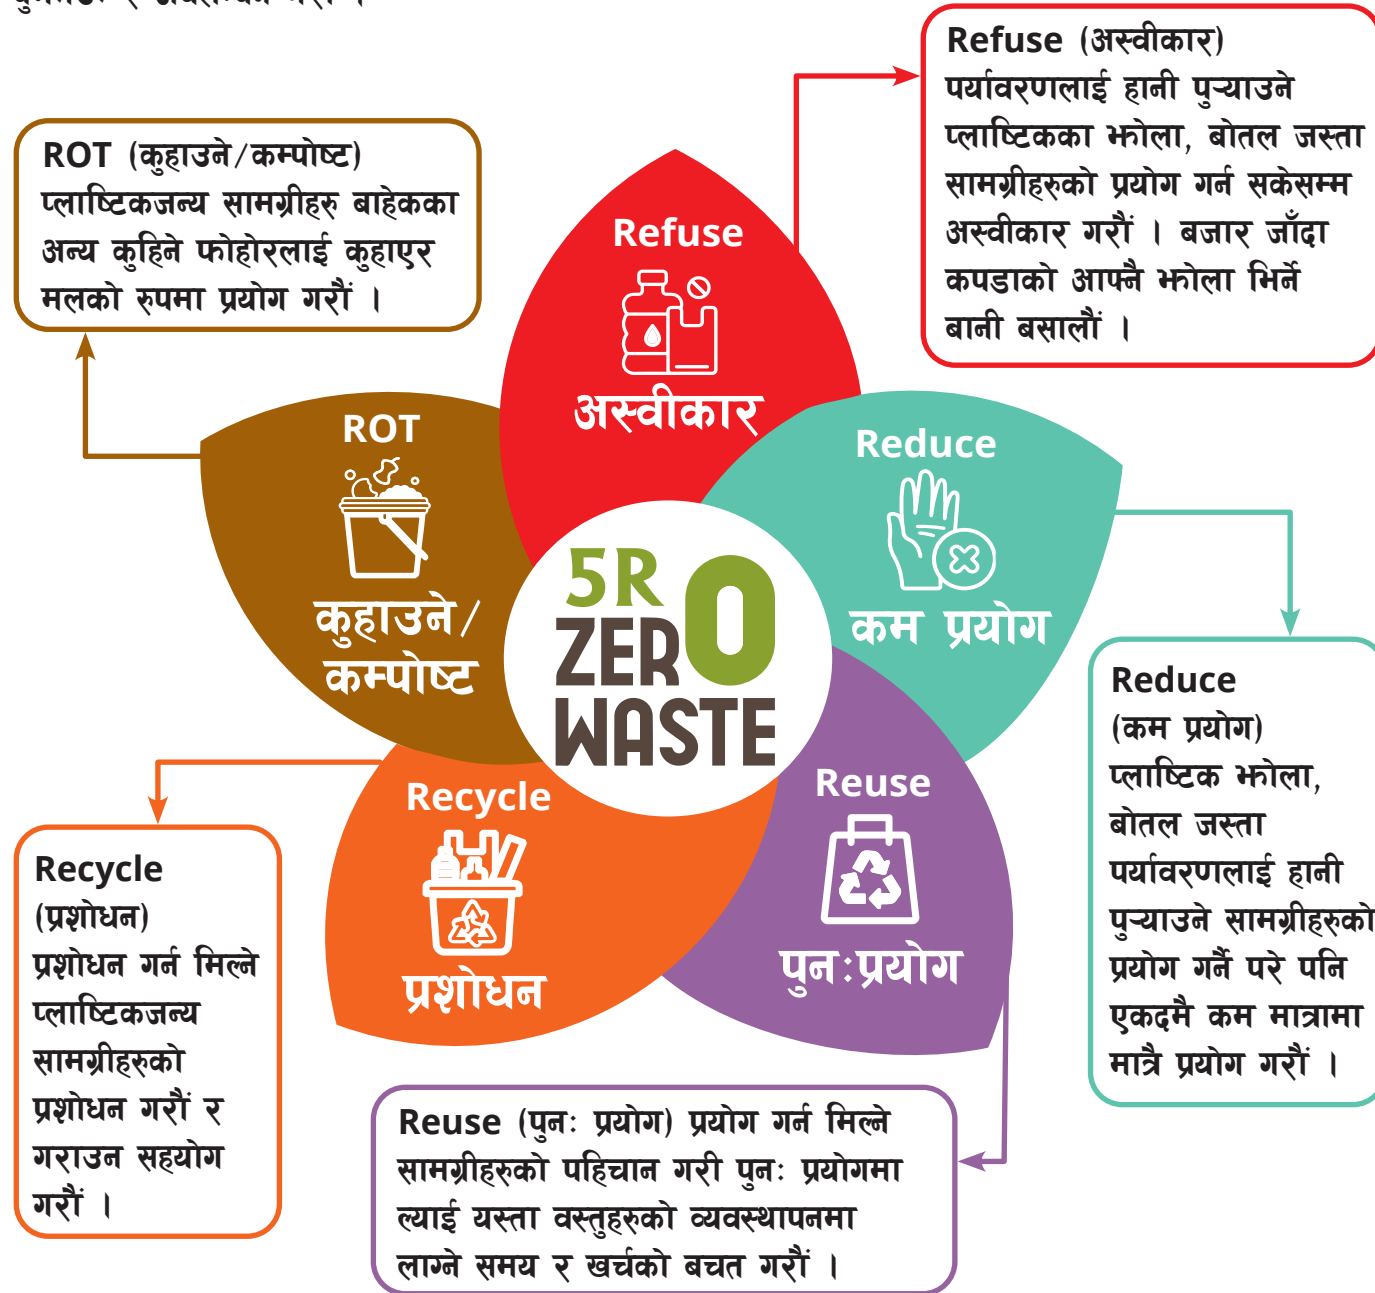 Refuse (अस्वीकार)
पर्यावरणलाई हानी पुऱ्याउने
प्लाष्टिकका झोला, बोतल जस्ता
सामग्रीहरुको प्रयोग गर्न सकेसम्म
अस्वीकार गरौं ।  बजार जाँदा
कपडाको आफ्नै झोला भिर्ने
बानी बसालौं ।
ROT (कुहाउने/कम्पोष्ट)
प्लाष्टिकजन्य सामग्रीहरु बाहेकका
अन्य कुहिने फोहोरलाई कुहाएर
मलको रुपमा प्रयोग गरौं ।
Refuse
अस्वीकार
ROT
कुहाउने/
कम्पोष्ट
Reduce
कम प्रयोग
5R
ZERO
WASTE
Reduce
(कम प्रयोग)
प्लाष्टिक झोला,
बोतल जस्ता
पर्यावरणलाई हानी
पुऱ्याउने सामग्रीहरुको
प्रयोग गर्नै परे पनि
एकदमै कम मात्रामा
मात्रै प्रयोग गरौं ।
Recycle
प्रशोधन
Reuse
पुनःप्रयोग
Recycle
(प्रशोधन)
प्रशोधन गर्न मिल्ने
प्लाष्टिकजन्य
सामग्रीहरुको
प्रशोधन गरौं र
गराउन सहयोग
गरौं ।
Reuse (पुनः प्रयोग) प्रयोग गर्न मिल्ने
सामग्रीहरुको पहिचान गरी पुनः प्रयोगमा
ल्याई यस्ता वस्तुहरुको व्यवस्थापनमा
लाग्ने समय र खर्चको बचत गरौं ।